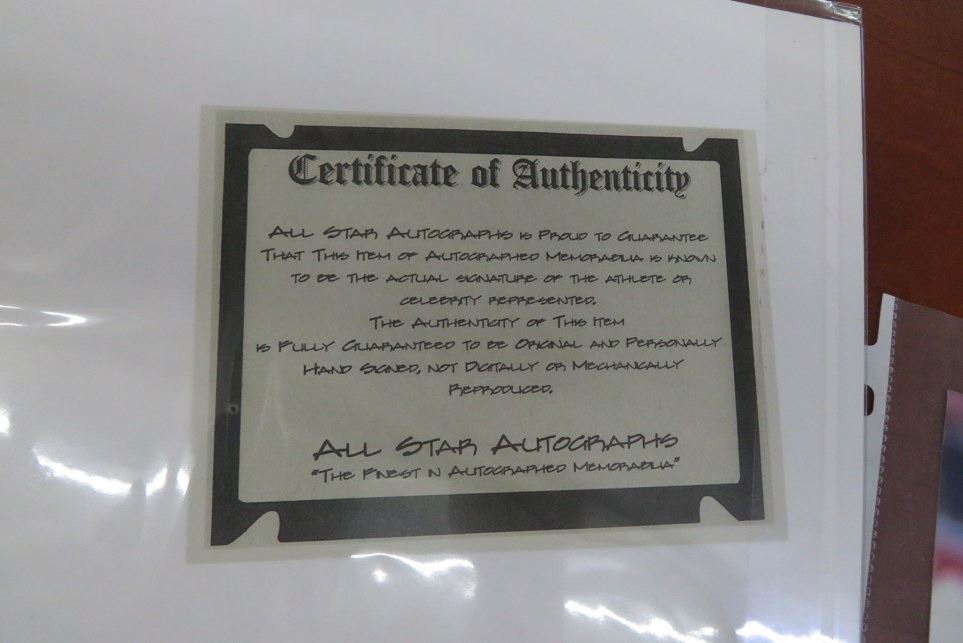 Certificate of Authenticity
All Star Autographs is Proud to Guarantee
That This Item of Autographed Memorabilia is known
to be the actual signature of the athlete or
celebrity represented.
The Authenticity of This Item
is Fully Guaranteed to be Original and Personally
Hand Signed, not Digitally or Mechanically
Reproduced.
All Star Autographs
"The Finest in Autographed Memorabilia"